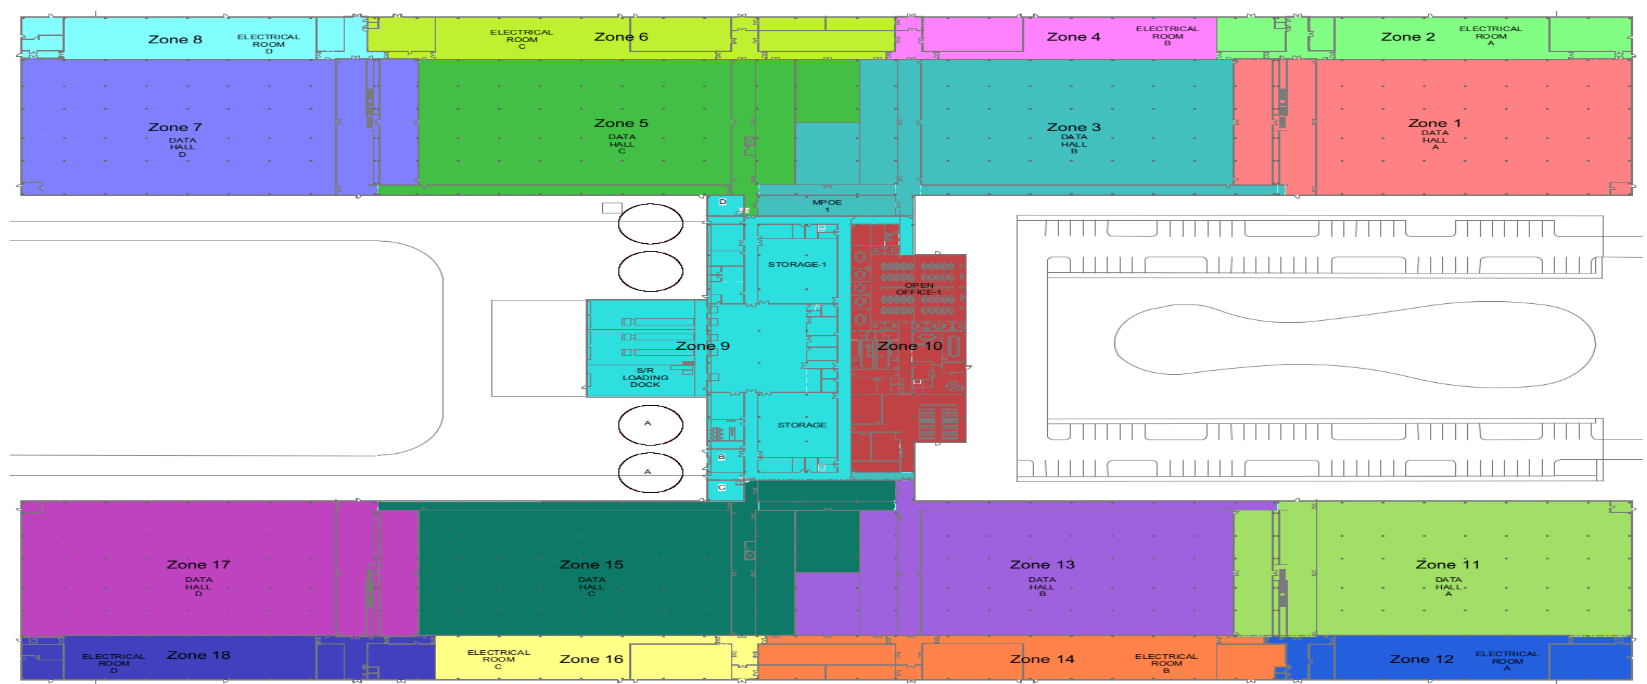 Zone 8
ELECTRICAL
ROOM
D
ELECTRICAL
ROOM
C
Zone 6
Zone 4
ELECTRICAL
ROOM
B
Zone 2
ELECTRICAL
ROOM
A
Zone 7
DATA
HALL
D
Zone 5
DATA
HALL
C
Zone 3
DATA
HALL
B
Zone 1
DATA
HALL
A
D
MPOE
1
STORAGE-1
OPEN
OFFICE-1
Zone 9
Zone 10
S/R
LOADING
DOCK
A
STORAGE
B
A
C
Zone 17
DATA
HALL
D
Zone 15
DATA
HALL
C
Zone 13
DATA
HALL
B
Zone 11
DATA
HALL-
A
ELECTRICAL
ROOM
D
Zone 18
ELECTRICAL
ROOM
C
Zone 16
Zone 14
ELECTRICAL
ROOM
B
Zone 12
ELECTRICAL
ROOM
A